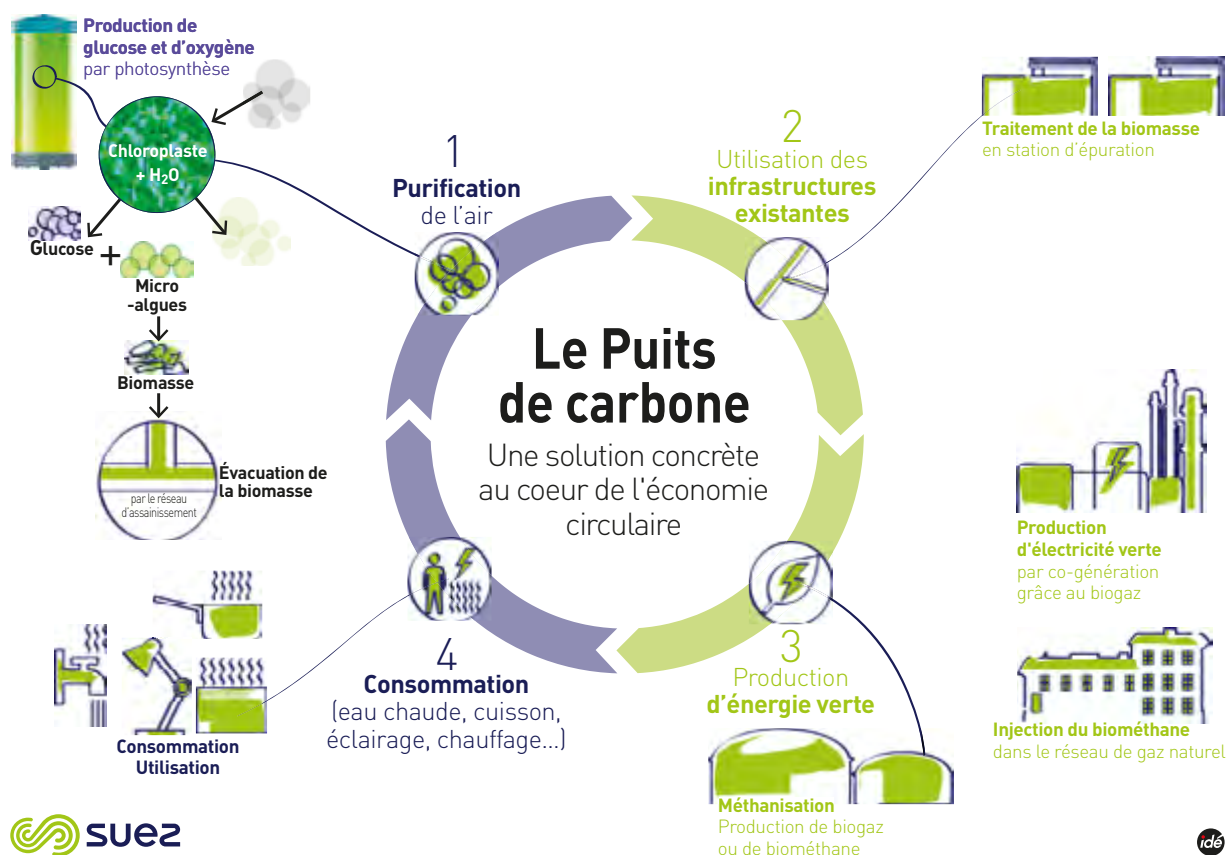 Production de
glucose et d'oxygène
par photosynthèse
Chloroplaste
+ H₂O
Glucose
+
Micro
-algues
Biomasse
Évacuation de
la biomasse
par le réseau
d'assainissement
1
Purification
de l'air
2
Utilisation des
infrastructures
existantes
Traitement de la biomasse
en station d'épuration
Le Puits
de carbone
Une solution concrète
au coeur de l'économie
circulaire
Production
d'électricité verte
par co-génération
grâce au biogaz
Injection du biométhane
dans le réseau de gaz naturel
3
Production
d'énergie verte
Méthanisation
Production de biogaz
ou de biométhane
4
Consommation
(eau chaude, cuisson,
éclairage, chauffage...)
Consommation
Utilisation
suez
idé